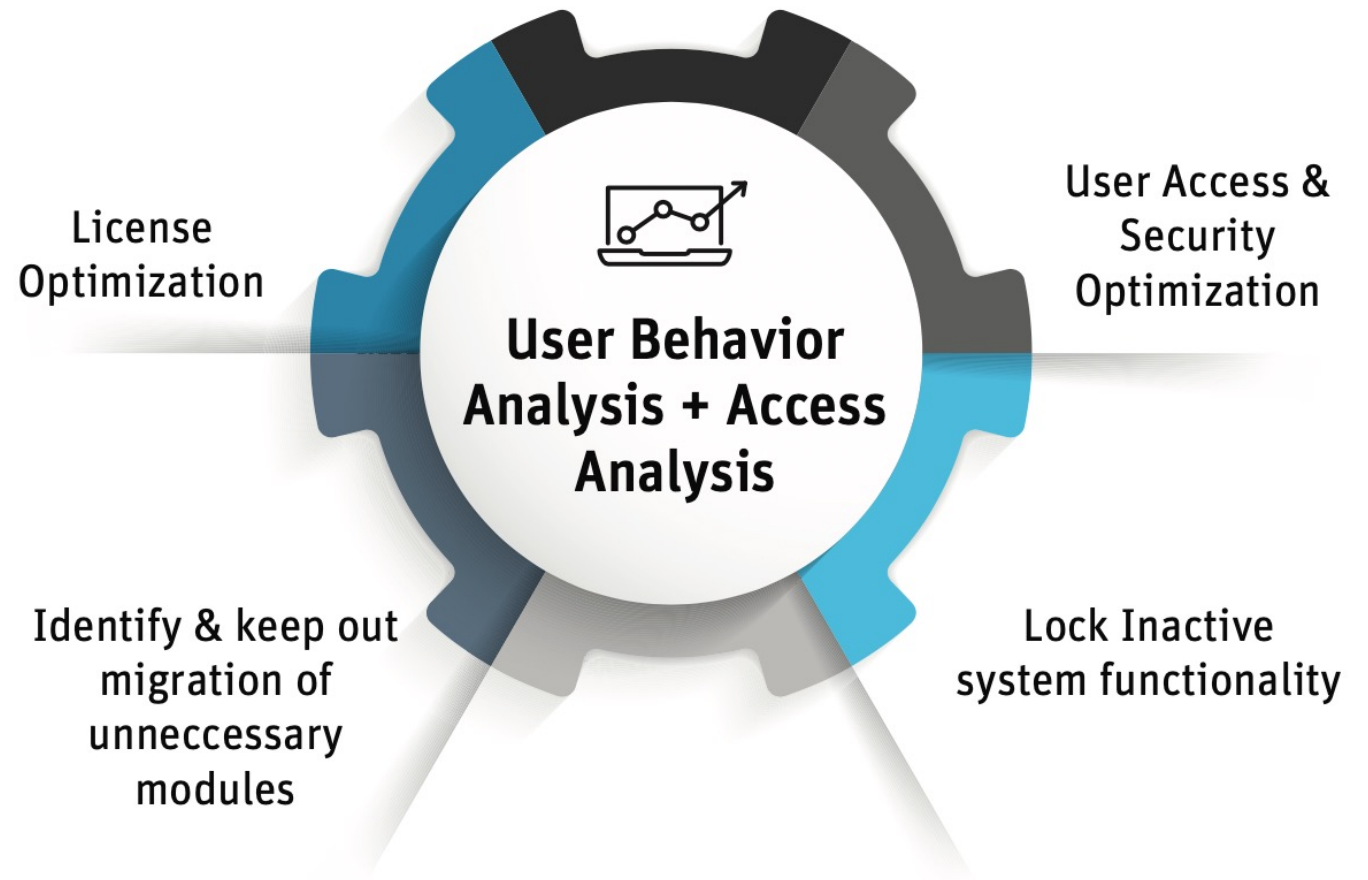 License
Optimization
User Access &
Security
Optimization
User Behavior
Analysis + Access
Analysis
Identify & keep out
migration of
unneccessary
modules
Lock Inactive
system functionality